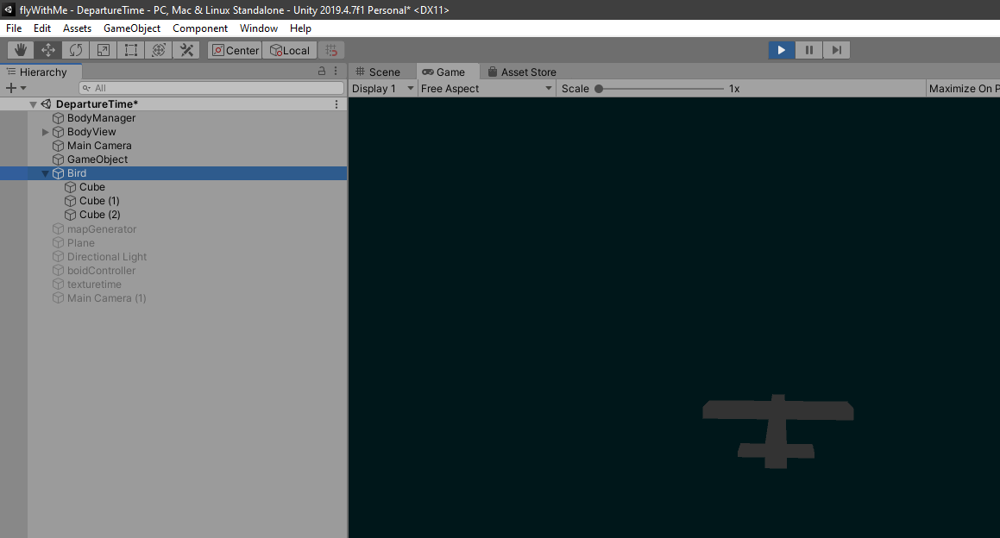 flyWithMe - DepartureTime - PC, Mac & Linux Standalone - Unity 2019.4.7f1 Personal* <DX11>
File Edit Assets GameObject Component Window Help
Center Local
Hierarchy
Scene Game Asset Store
All
Display 1 Free Aspect Scale 1x Maximize On P
DepartureTime*
BodyManager
BodyView
Main Camera
GameObject
Bird
Cube
Cube (1)
Cube (2)
mapGenerator
Plane
Directional Light
boidController
texturetime
Main Camera (1)